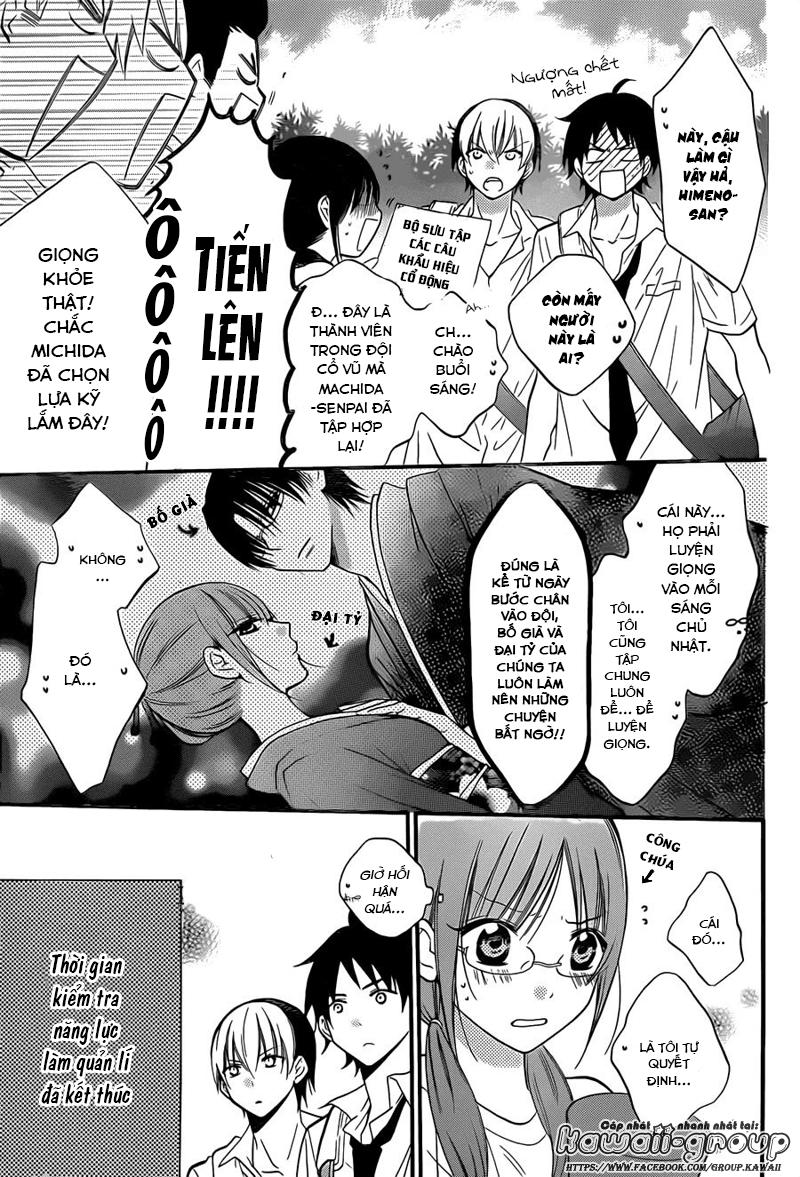 Ngượng chết
mất!
NÀY, CẬU
LÀM GÌ
VẬY HẢ,
HIMENO-
SAN?
CÒN MẤY
NGƯỜI
NÀY LÀ
AI?
BỘ SƯU TẬP
CÁC CÂU
KHẨU HIỆU
CỔ ĐỘNG
Ah...
CH...
CHÀO
BUỔI
SÁNG!
Đ... ĐÂY LÀ
THÀNH VIÊN
TRONG ĐỘI
CỔ VŨ MÀ
MACHIDA
-SENPAI ĐÃ
TẬP HỢP
LẠI!
TIẾN
LÊN
!!!!
Ô
Ô
Ô
Ô
Ô
GIỌNG
KHỎE
THẬT!
CHẮC
MICHIDA
ĐÃ CHỌN
LỰA KỸ
LẮM ĐÂY!
CÁI NÀY...
HỌ PHẢI
LUYỆN
GIỌNG
VÀO MỖI
SÁNG
CHỦ
NHẬT.
TÔI...
TÔI
CŨNG
TẬP
CHUNG
LUÔN
ĐỂ... ĐỂ
LUYỆN
GIỌNG.
ĐÚNG LÀ
KỂ TỪ NGÀY
BƯỚC CHÂN
VÀO ĐỘI,
BỐ GIÀ VÀ
ĐẠI TỶ CỦA
CHÚNG TA
LUÔN LÀM
NÊN NHỮNG
CHUYỆN
BẤT NGỜ!!
BỐ GIÀ
ĐẠI TỶ
KHÔNG
...
ĐÓ
LÀ...
CÔNG
CHÚA
CÁI
ĐÓ...
LÀ TÔI TỰ
QUYẾT
ĐỊNH...
GIỜ HỐI
HẬN
QUÁ...
Thời gian
kiểm tra
năng lực
làm quản lí
đã kết thúc
Cập nhật nhanh nhất tại:
kawaii-group
HTTPS://WWW.FACEBOOK.COM/GROUP.KAWAII